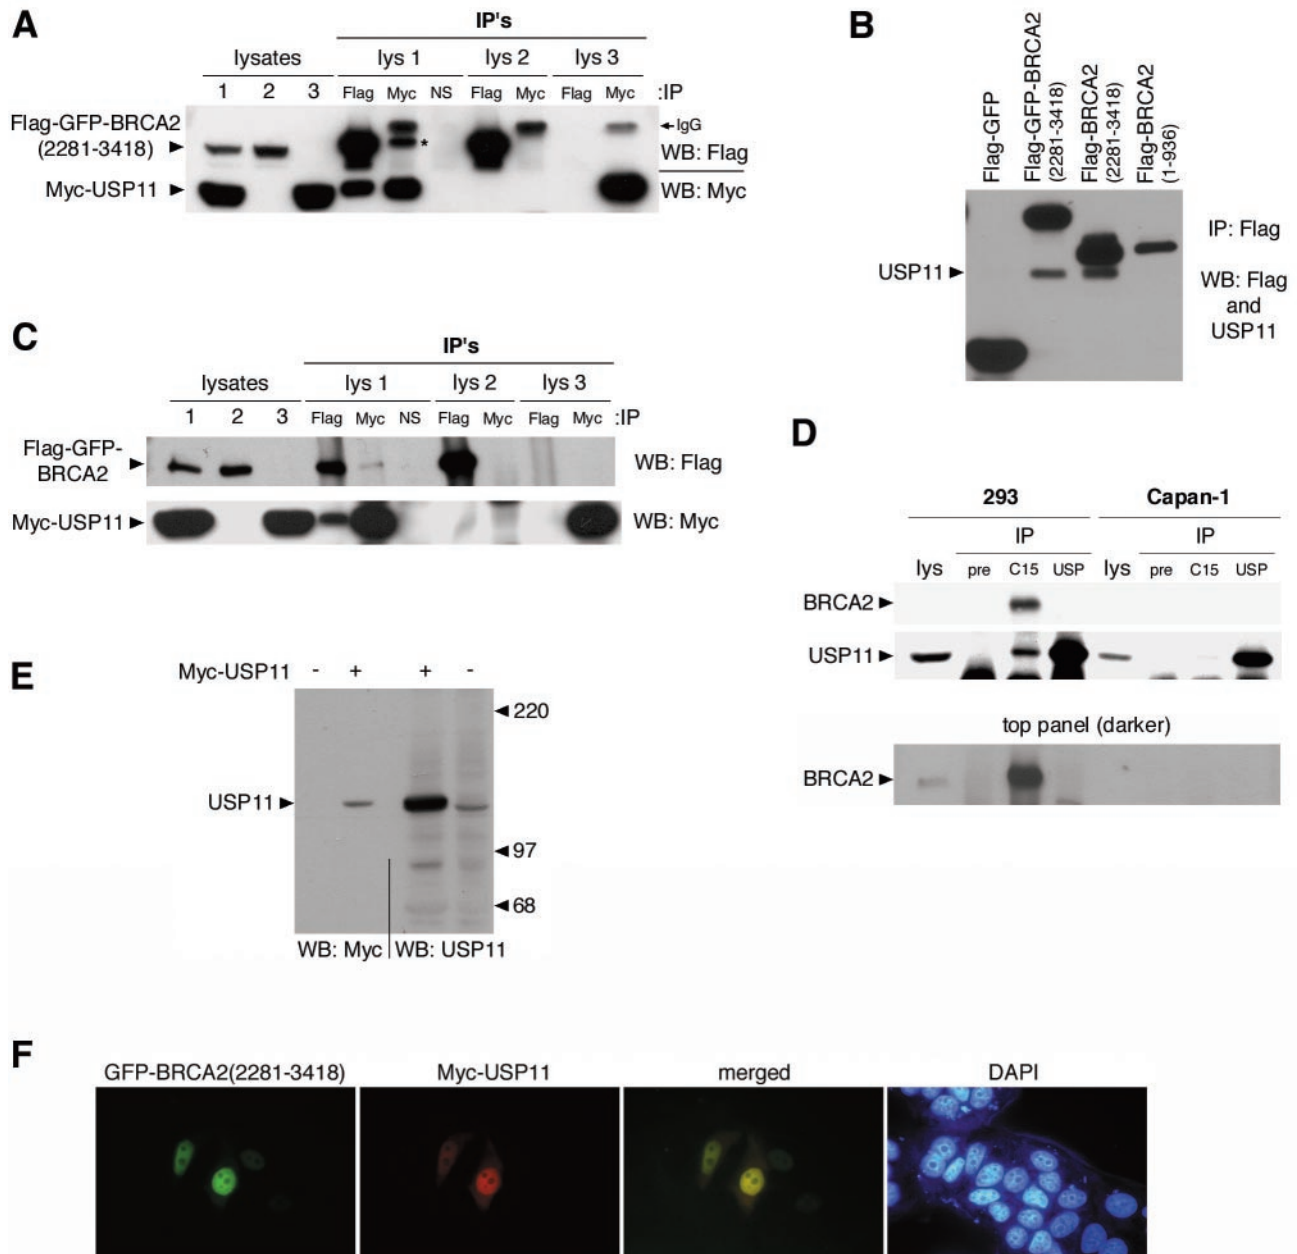 A
IP's
lysates lys 1 lys 2 lys 3
1 2 3 Flag Myc NS Flag Myc Flag Myc :IP
Flag-GFP-BRCA2
(2281-3418)
IgG
*
WB: Flag
Myc-USP11
WB: Myc
B
Flag-GFP
Flag-GFP-BRCA2
(2281-3418)
Flag-BRCA2
(2281-3418)
Flag-BRCA2
(1-936)
IP: Flag
USP11
WB: Flag
and
USP11
C
IP's
lysates lys 1 lys 2 lys 3
1 2 3 Flag Myc NS Flag Myc Flag Myc :IP
Flag-GFP-
BRCA2
WB: Flag
Myc-USP11
WB: Myc
D
293 Capan-1
IP IP
lys pre C15 USP lys pre C15 USP
BRCA2
USP11
top panel (darker)
BRCA2
E
Myc-USP11 - + + -
220
USP11
97
68
WB: Myc WB: USP11
F
GFP-BRCA2(2281-3418) Myc-USP11 merged DAPI